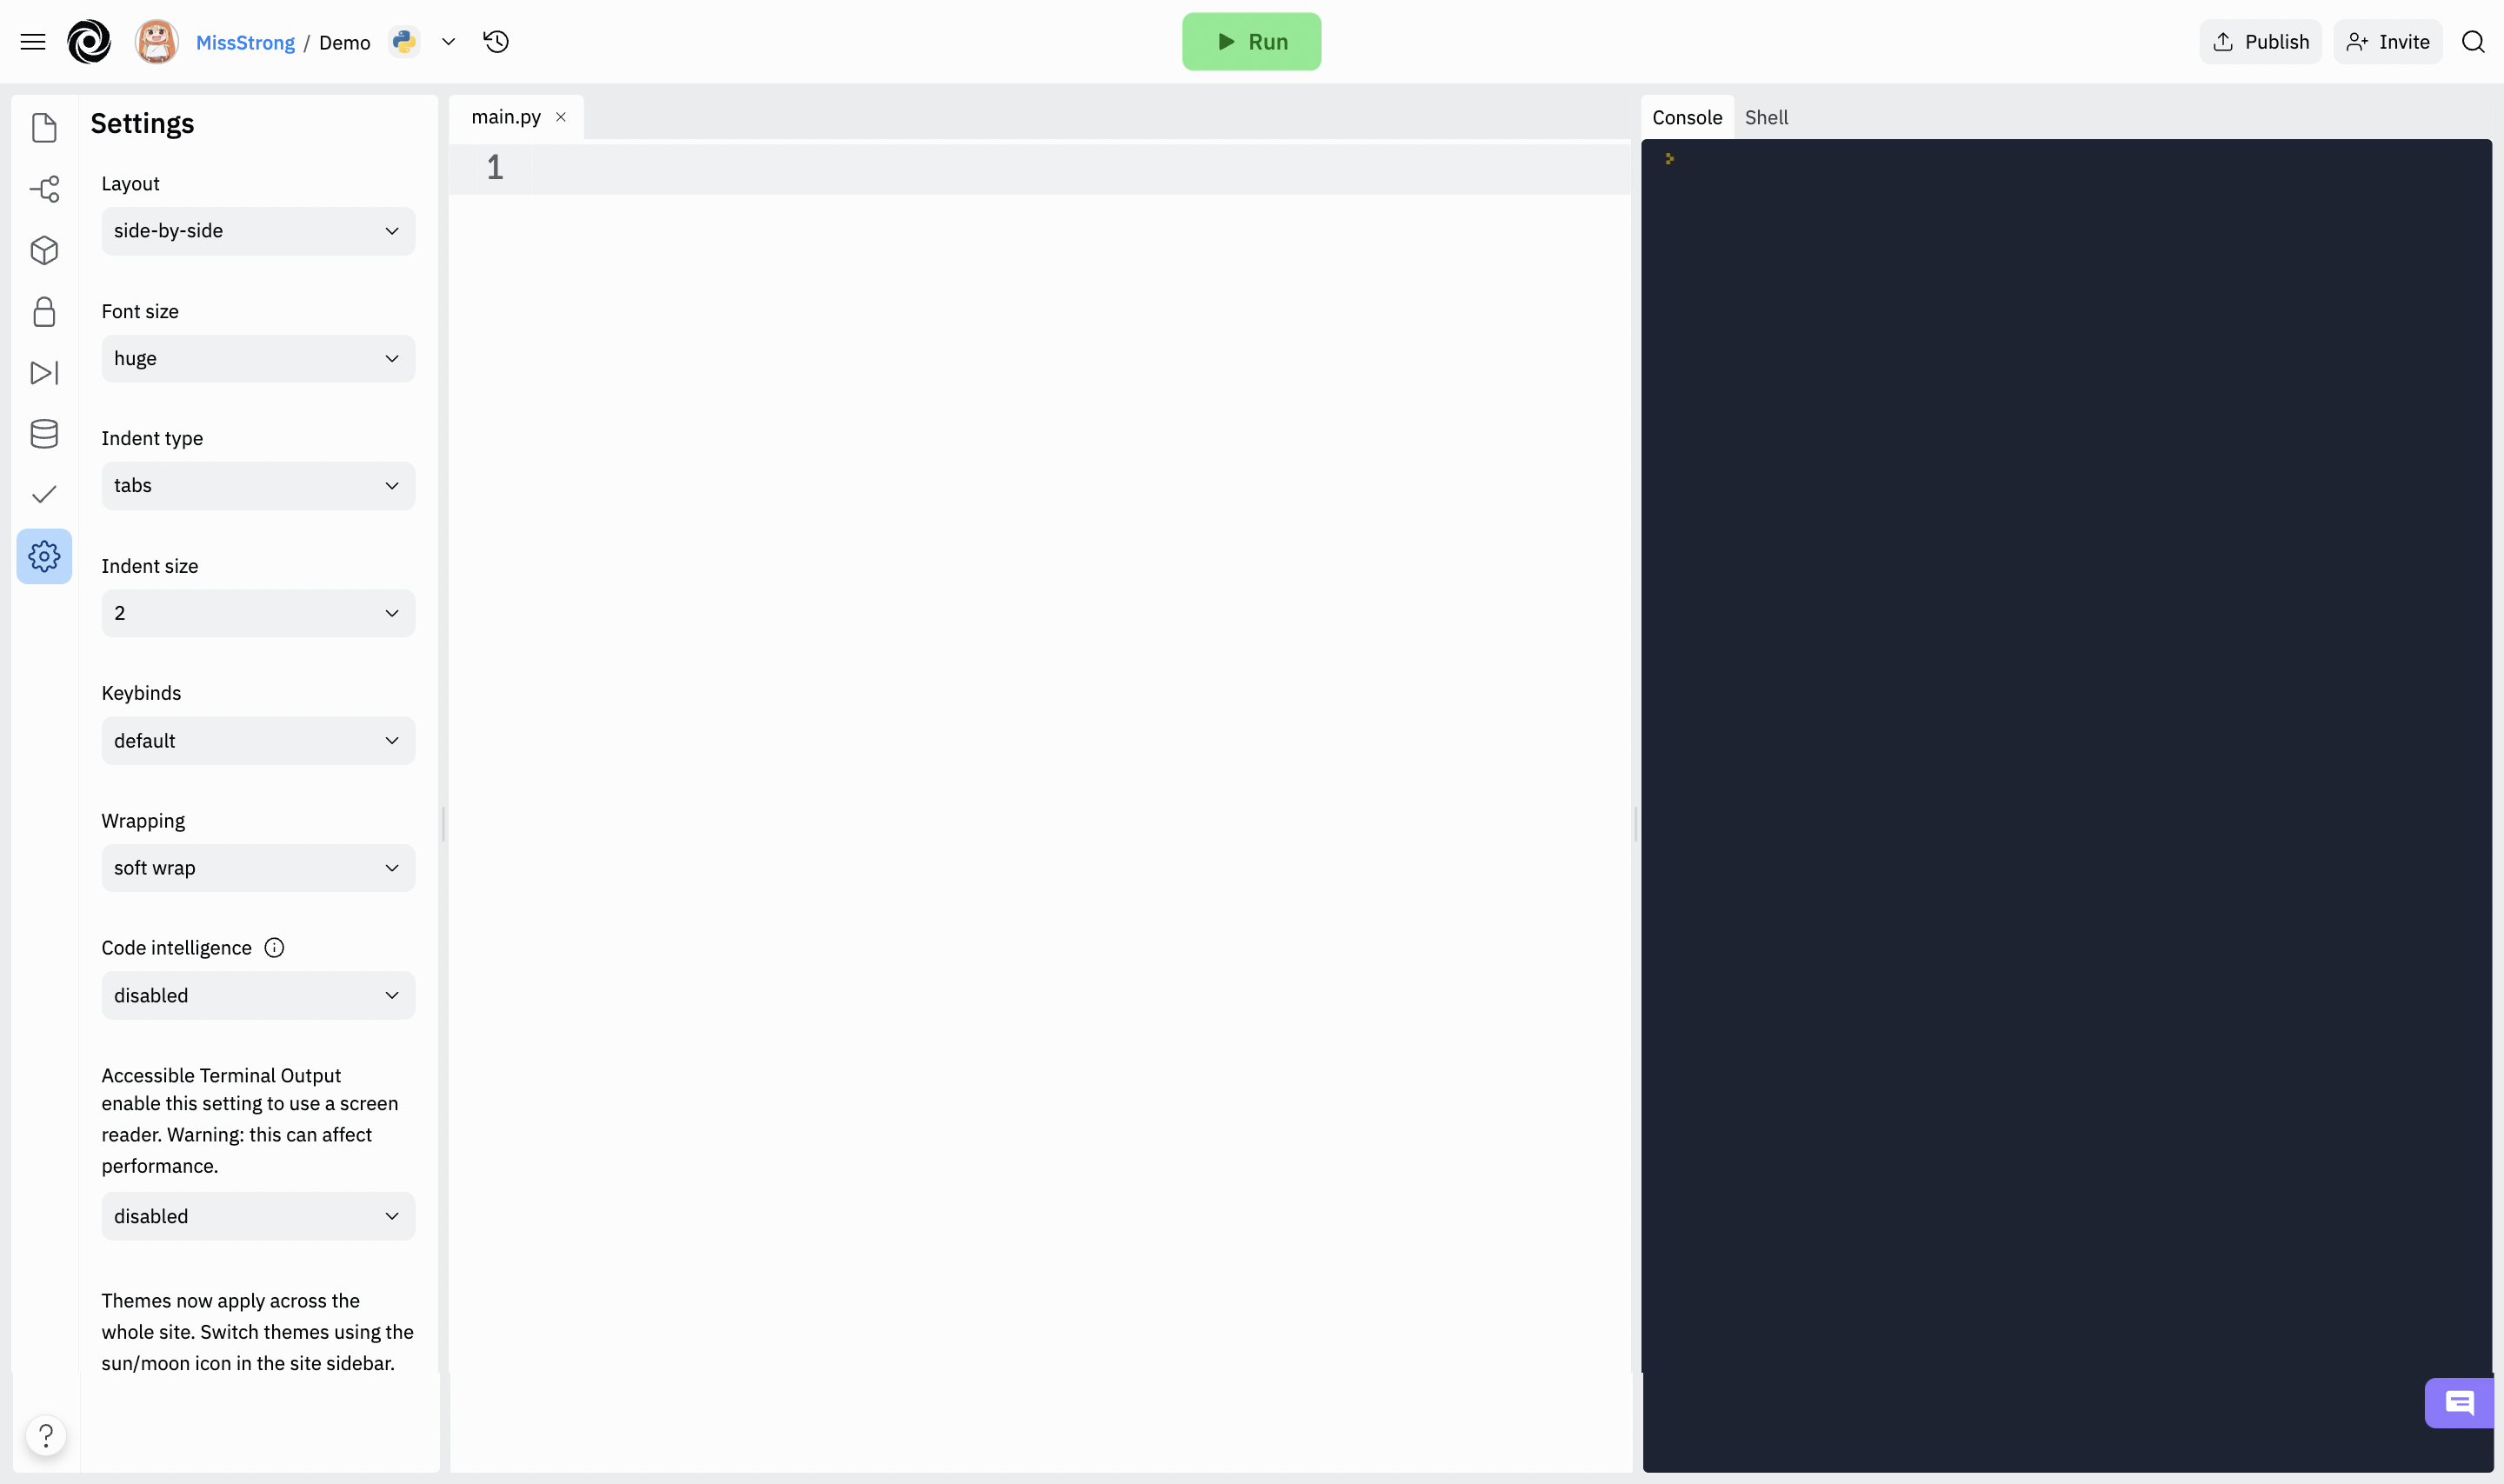 MissStrong / Demo
Run
Publish
Invite
Settings
Layout
side-by-side
Font size
huge
Indent type
tabs
Indent size
2
Keybinds
default
Wrapping
soft wrap
Code intelligence
disabled
Accessible Terminal Output
enable this setting to use a screen
reader. Warning: this can affect
performance.
disabled
Themes now apply across the
whole site. Switch themes using the
sun/moon icon in the site sidebar.
?
main.py
1
Console Shell
>